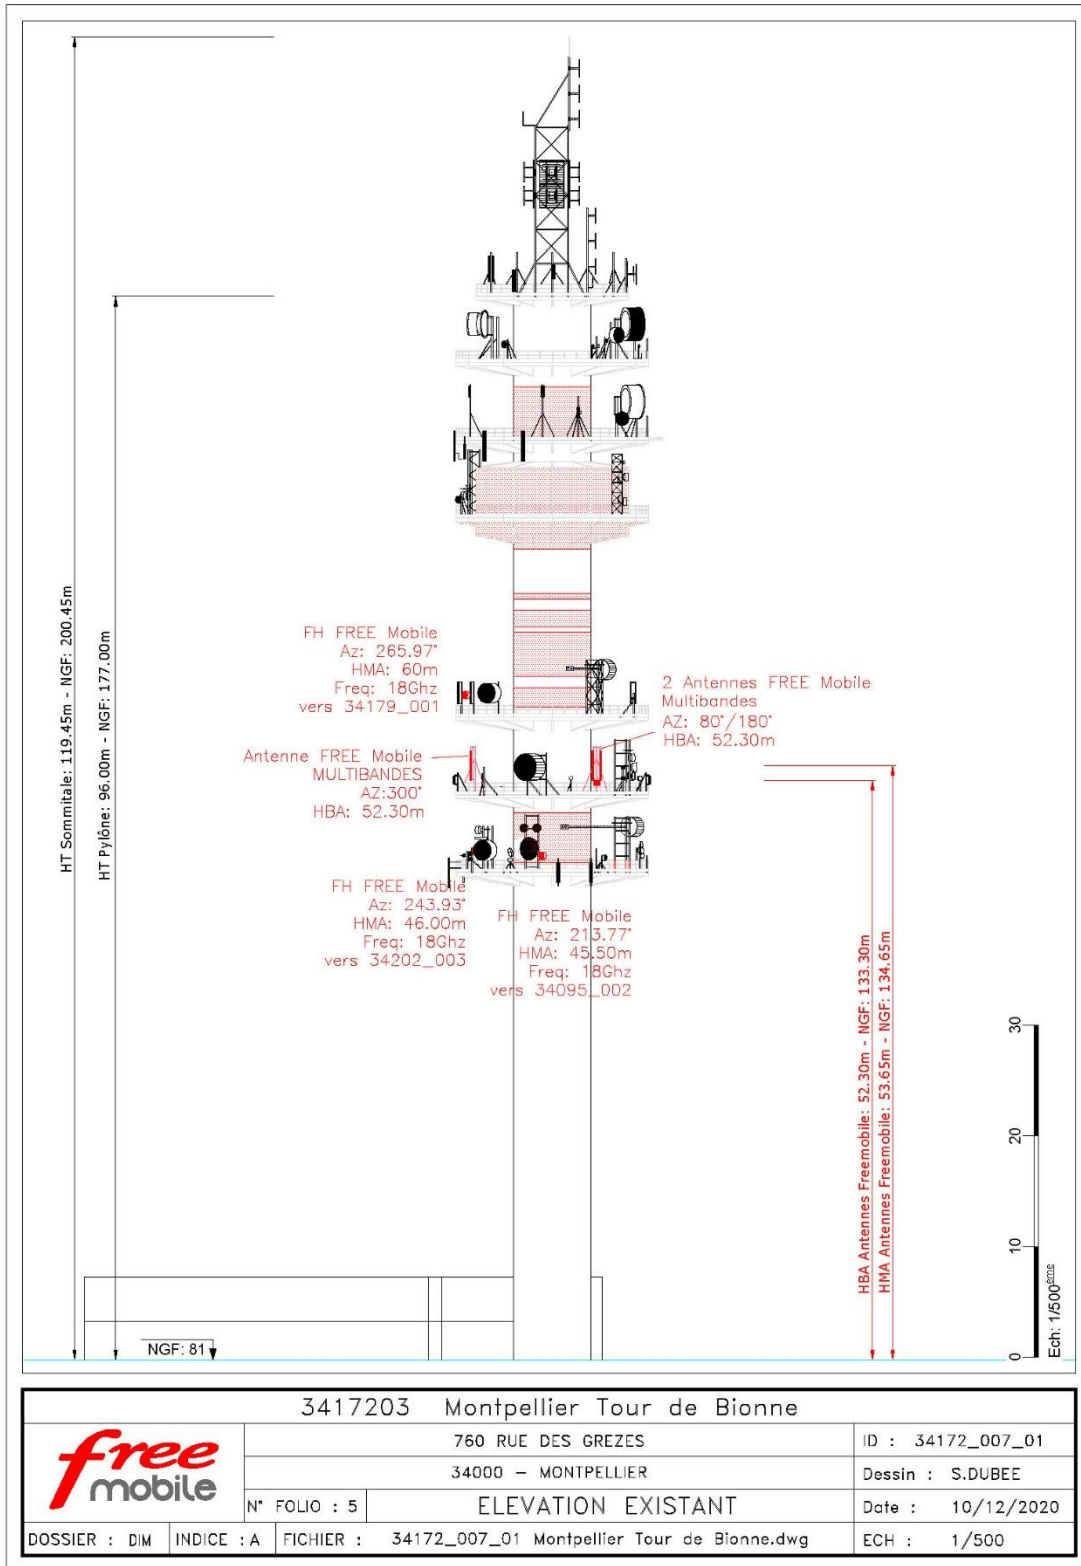 HT Sommitale: 119.45m - NGF: 200.45m
HT Pylône: 96.00m - NGF: 177.00m
FH FREE Mobile
Az: 265.97°
HMA: 60m
Freq: 18Ghz
vers 34179_001
2 Antennes FREE Mobile
Multibandes
AZ: 80°/180°
HBA: 52.30m
Antenne FREE Mobile
MULTIBANDES
AZ:300°
HBA: 52.30m
FH FREE Mobile
Az: 243.93°
HMA: 46.00m
Freq: 18Ghz
vers 34202_003
FH FREE Mobile
Az: 213.77°
HMA: 45.50m
Freq: 18Ghz
vers 34095_002
HBA Antennes Freemobile: 52.30m - NGF: 133.30m
HMA Antennes Freemobile: 53.65m - NGF: 134.65m
30
20
10
0
Ech: 1/500ème
NGF: 81
3417203 Montpellier Tour de Bionne
free
mobile
760 RUE DES GREZES
ID : 34172_007_01
34000 - MONTPELLIER
Dessin : S.DUBEE
N° FOLIO : 5
ELEVATION EXISTANT
Date : 10/12/2020
DOSSIER : DIM
INDICE : A
FICHIER : 34172_007_01 Montpellier Tour de Bionne.dwg
ECH : 1/500